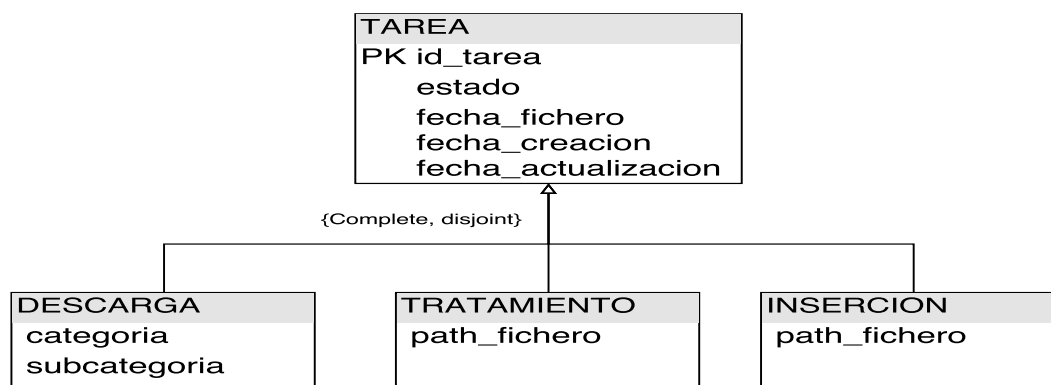 TAREA
PK id_tarea
estado
fecha_fichero
fecha_creacion
fecha_actualizacion
{Complete, disjoint}
DESCARGA
categoria
subcategoria
TRATAMIENTO
path_fichero
INSERCION
path_fichero